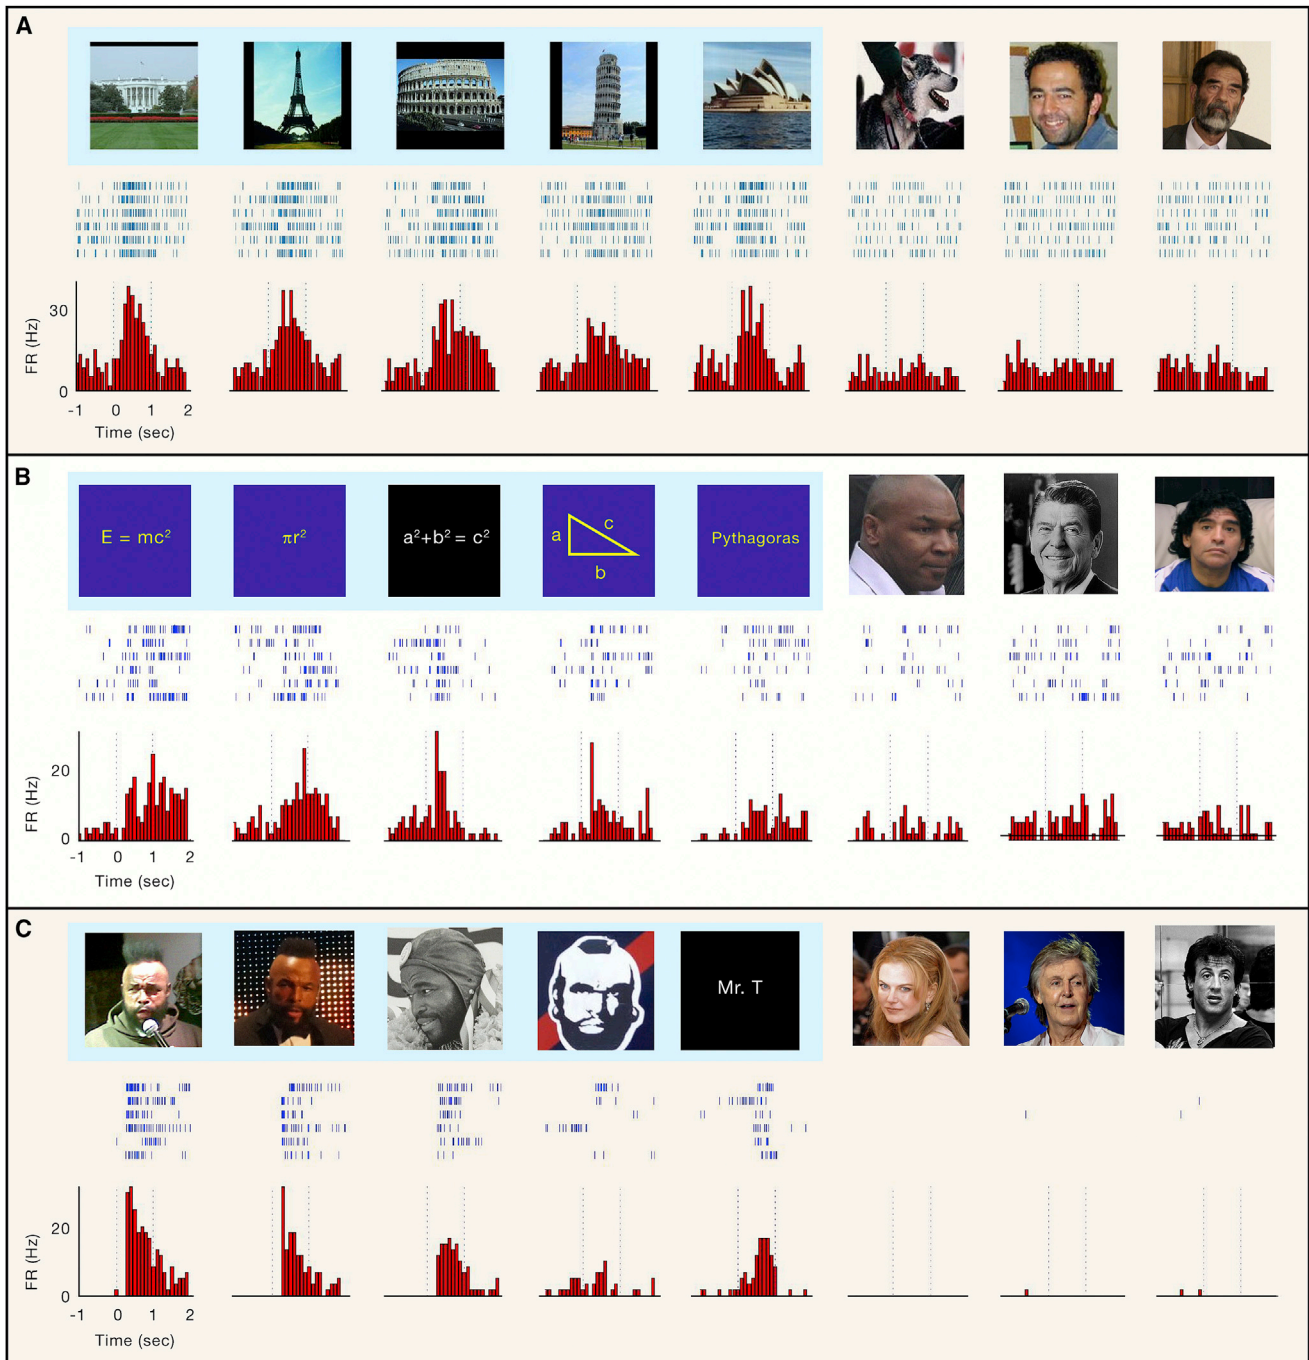 A
FR (Hz)
30
0
-1 0 1 2
Time (sec)
B
E = mc²
πr²
a²+b² = c²
a
c
b
Pythagoras
FR (Hz)
20
0
-1 0 1 2
Time (sec)
C
Mr. T
FR (Hz)
20
0
-1 0 1 2
Time (sec)